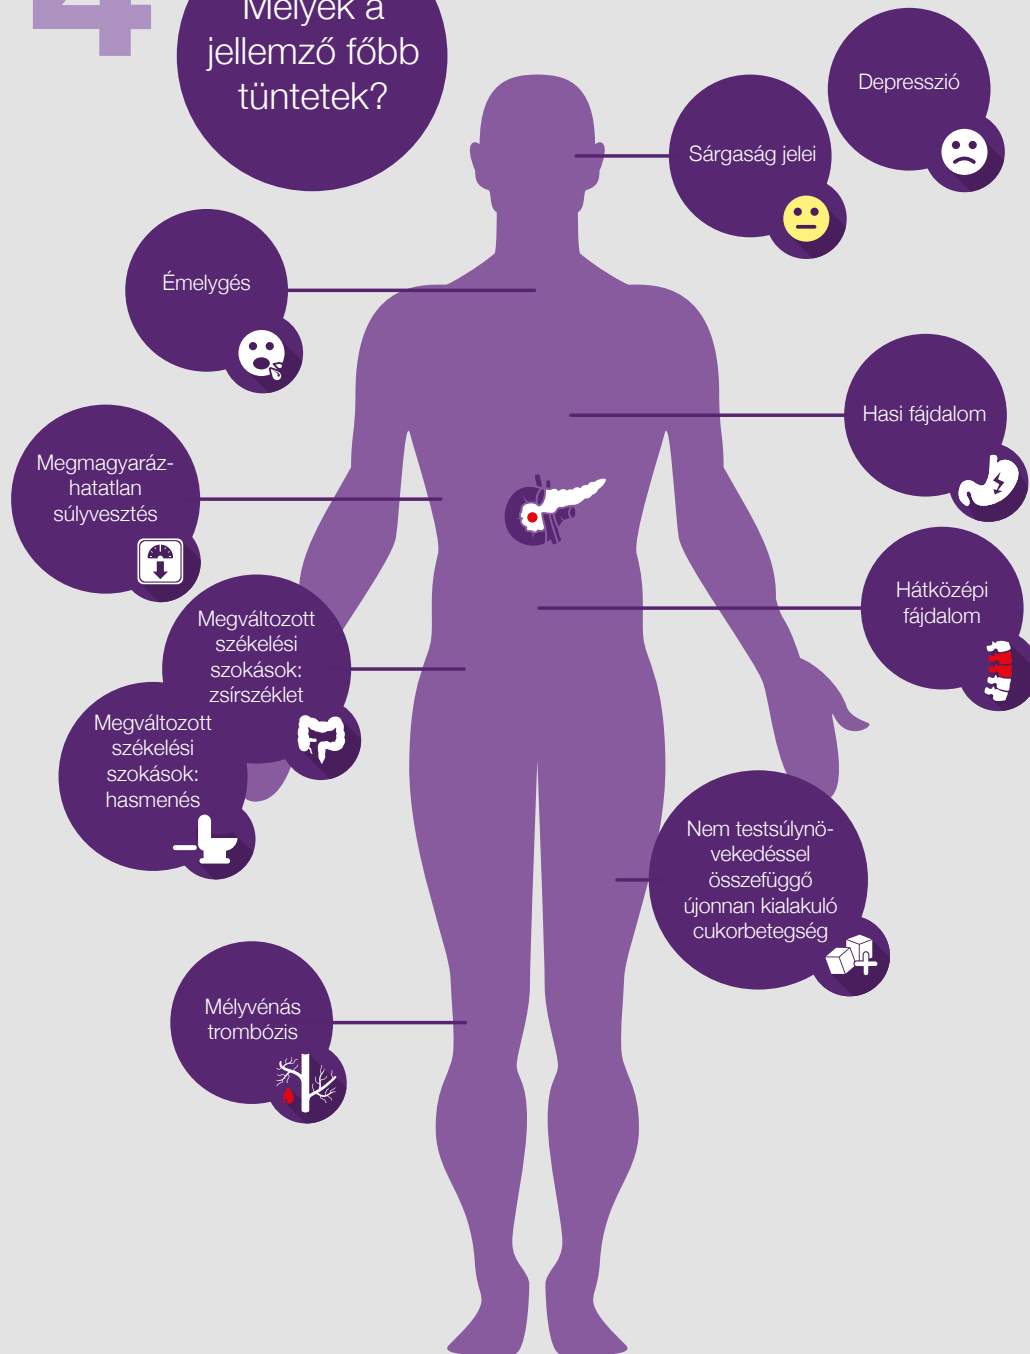 4
Melyek a
jellemző főbb
tüntetek?
Depresszió
Sárgaság jelei
Émelygés
Hasi fájdalom
Megmagyaráz-
hatatlan
súlyvesztés
Hátközépi
fájdalom
Megváltozott
székelési
szokások:
zsírszéklet
Megváltozott
székelési
szokások:
hasmenés
Nem testsúlynö-
vekedéssel
összefüggő
újonnan kialakuló
cukorbetegség
Mélyvénás
trombózis